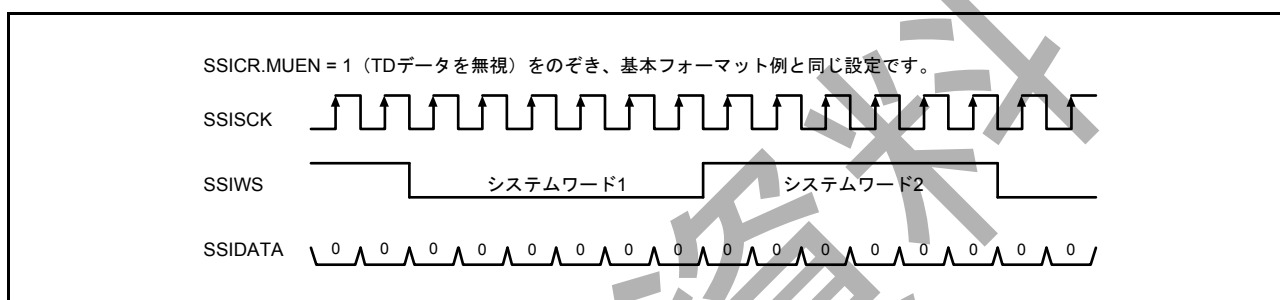 SSICR.MUEN = 1（TDデータを無視）をのぞき、基本フォーマット例と同じ設定です。
SSISCK
SSIWS システムワード1 システムワード2
SSIDATA 0 0 0 0 0 0 0 0 0 0 0 0 0 0 0 0
資料